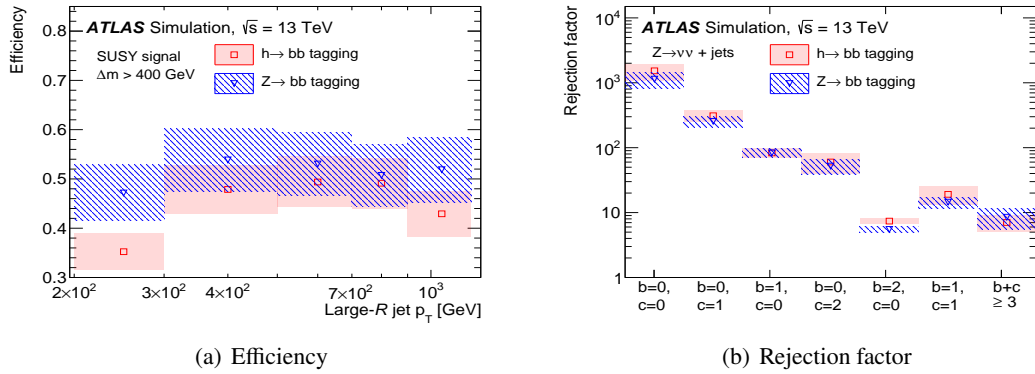 ATLAS Simulation, √s = 13 TeV
SUSY signal
Δm > 400 GeV
h→ bb tagging
Z→ bb tagging
Efficiency
0.8
0.7
0.6
0.5
0.4
0.3
2×10²
3×10²
4×10²
7×10²
10³
Large-R jet p_T [GeV]
(a) Efficiency
ATLAS Simulation, √s = 13 TeV
Z→νν + jets
h→ bb tagging
Z→ bb tagging
Rejection factor
10⁴
10³
10²
10
1
b=0, c=0
b=0, c=1
b=1, c=0
b=0, c=2
b=2, c=0
b=1, c=1
b+c ≥ 3
(b) Rejection factor